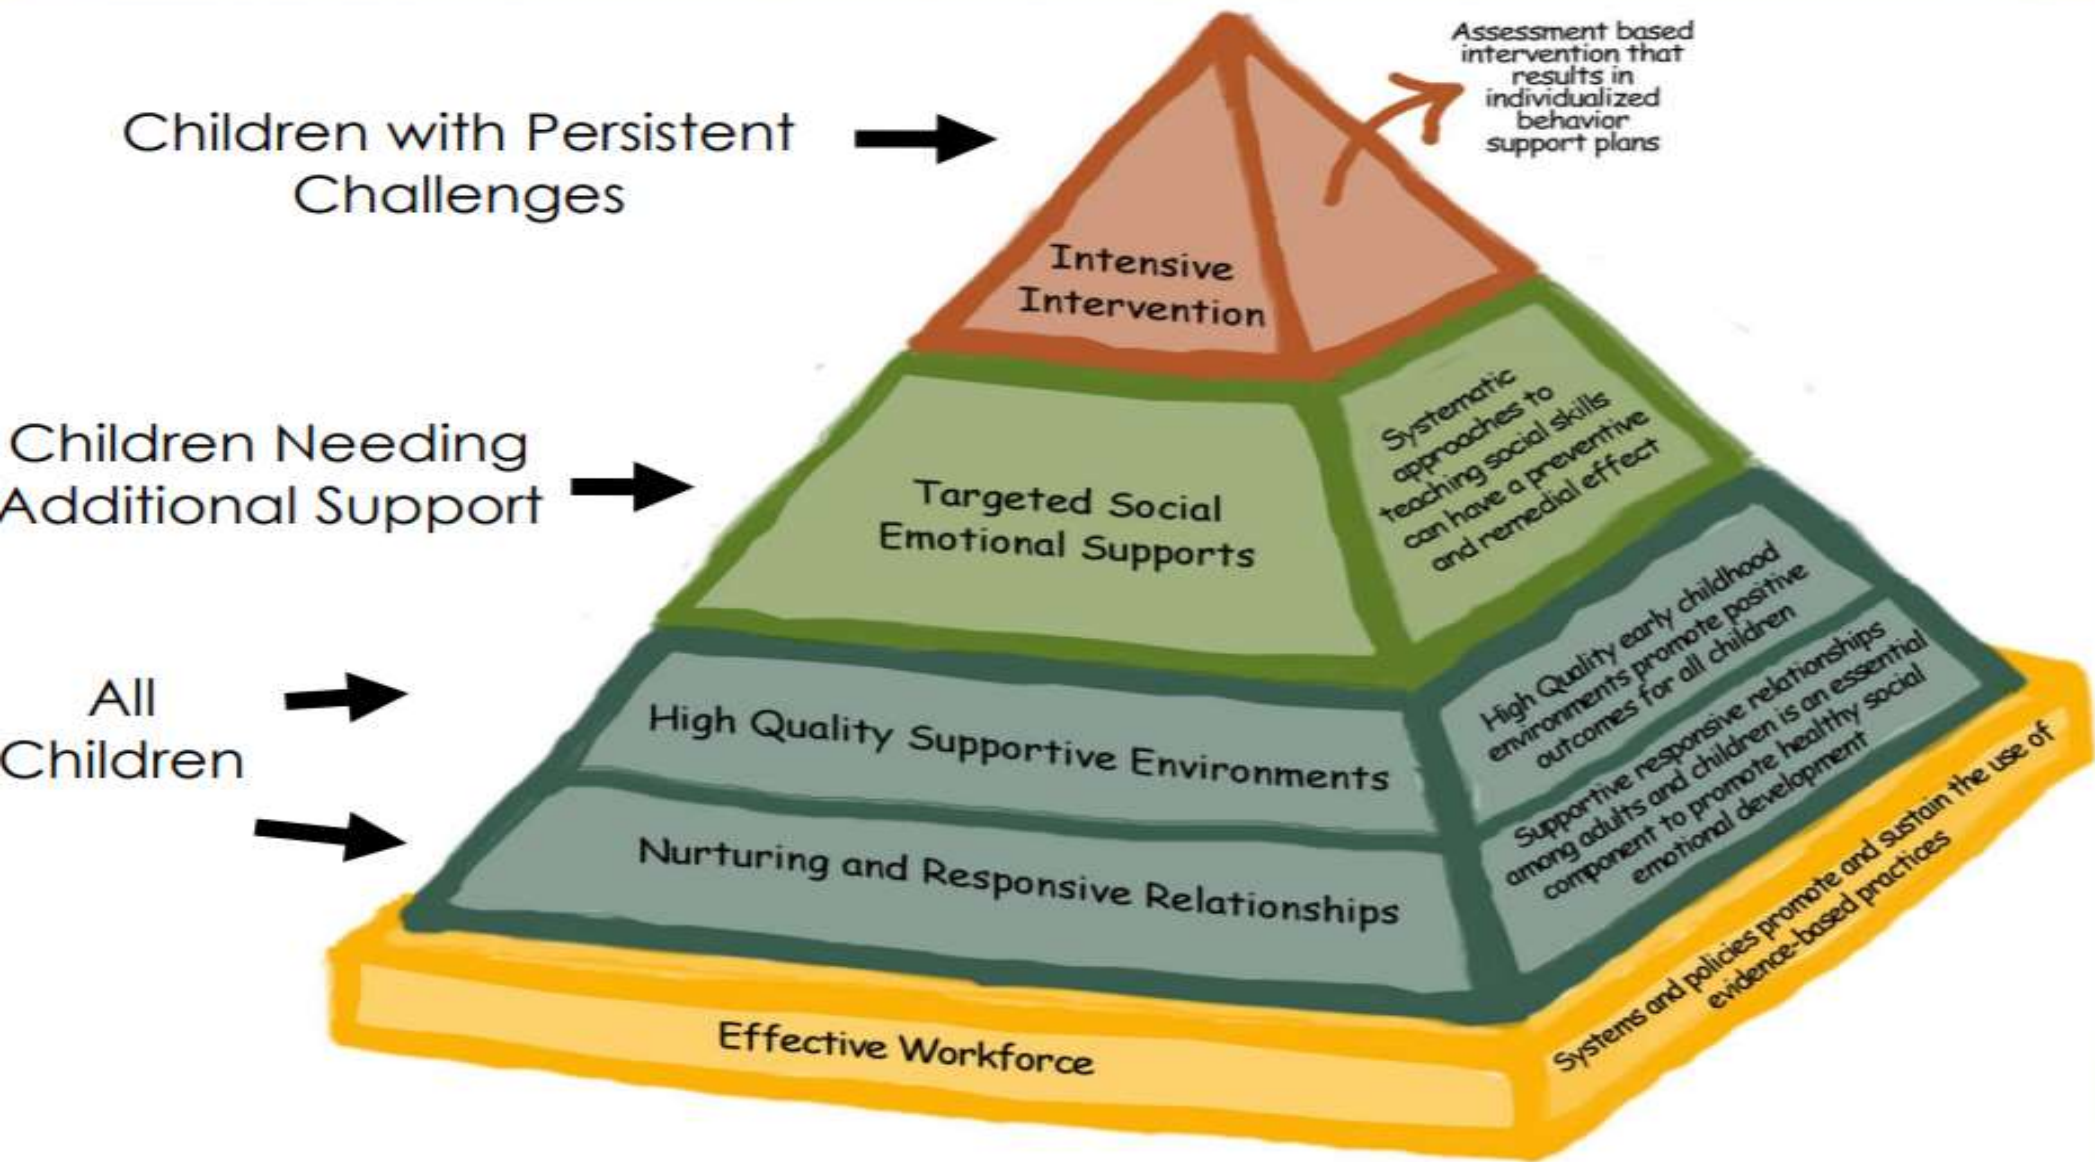 Children with Persistent
Challenges
Assessment based
intervention that
results in
individualized
behavior
support plans
Intensive
Intervention
Children Needing
Additional Support
Targeted Social
Emotional Supports
Systematic
approaches to
teaching social skills
can have a preventive
and remedial effect
All
Children
High Quality Supportive Environments
High Quality early childhood
environments promote positive
outcomes for all children
Nurturing and Responsive Relationships
Supportive responsive relationships
among adults and children is an essential
component to promote healthy social
emotional development
Effective Workforce
Systems and policies promote and sustain the use of
evidence-based practices